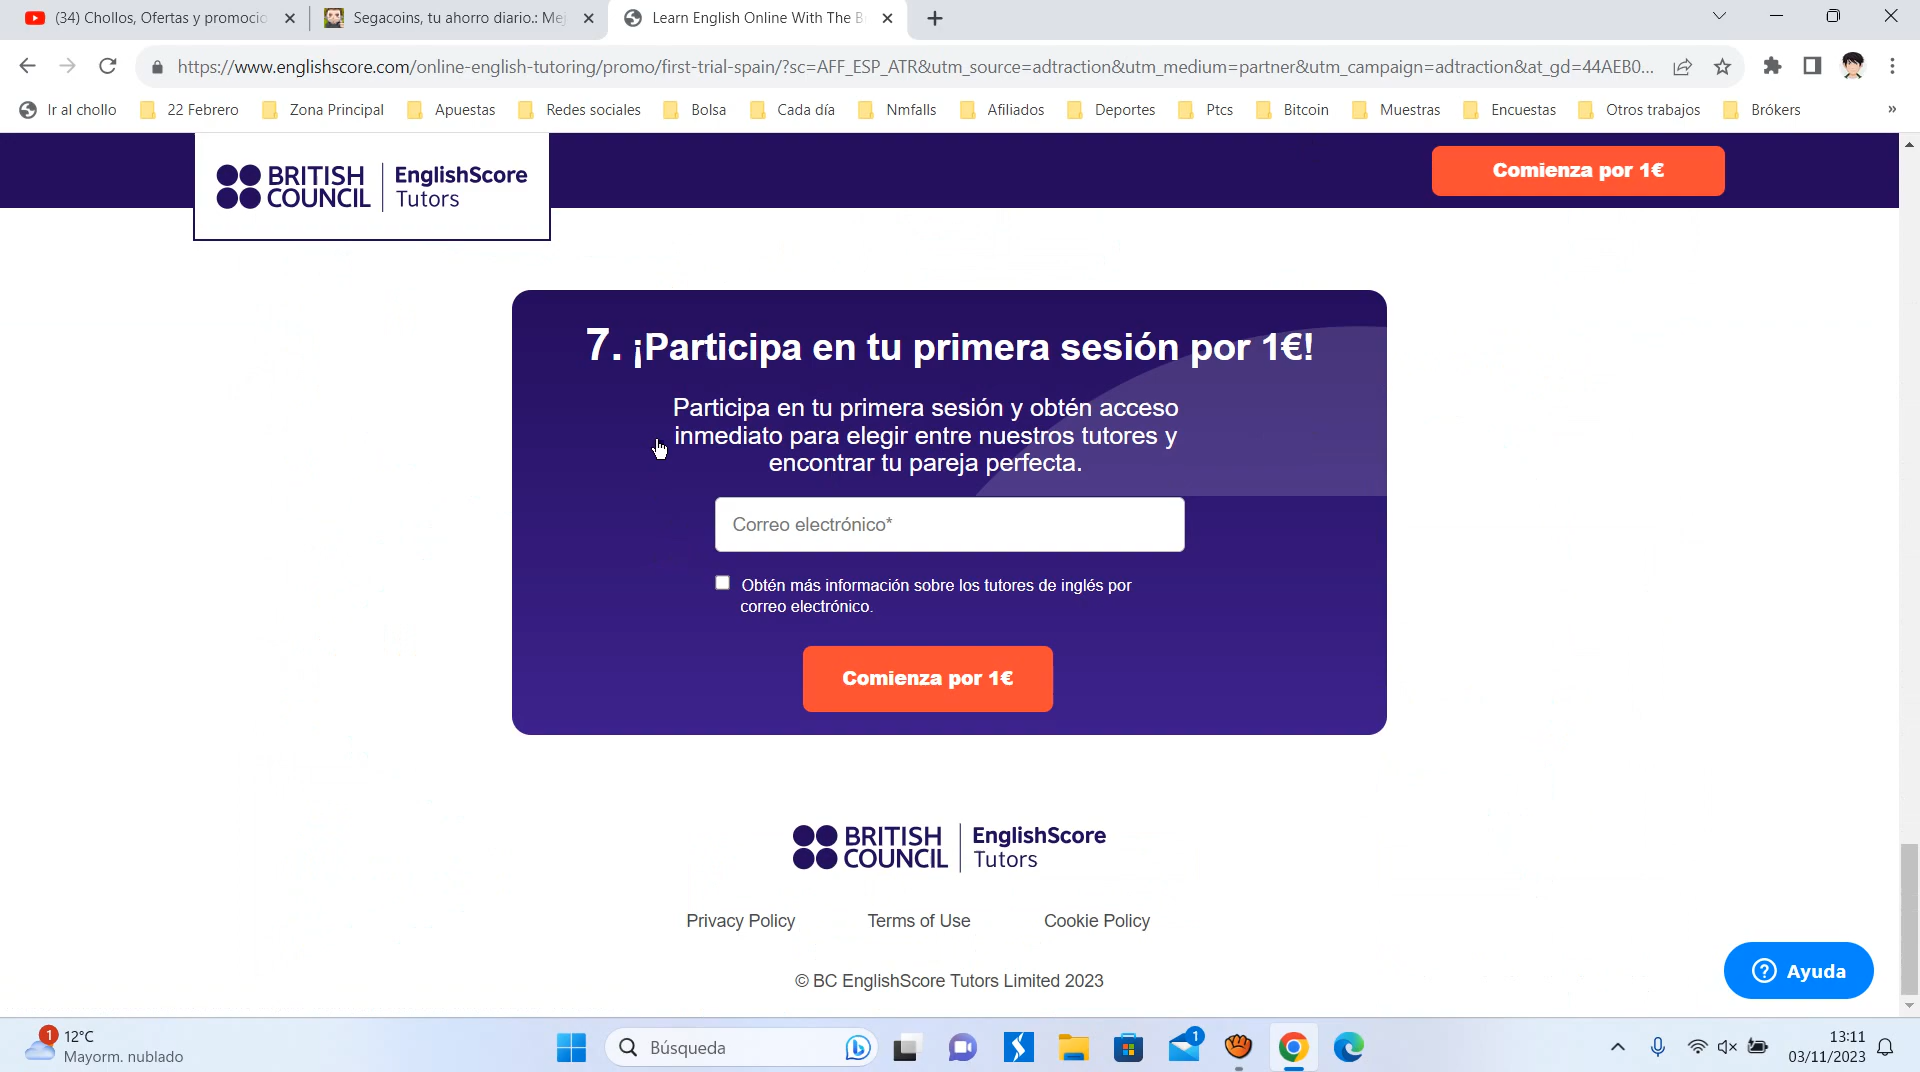 (34) Chollos, Ofertas y promocio
Segacoins, tu ahorro diario.: Me
Learn English Online With The B
https://www.englishscore.com/online-english-tutoring/promo/first-trial-spain/?sc=AFF_ESP_ATR&utm_source=adtraction&utm_medium=partner&utm_campaign=adtraction&at_gd=44AEB0...
Ir al chollo
22 Febrero
Zona Principal
Apuestas
Redes sociales
Bolsa
Cada día
Nmfalls
Afiliados
Deportes
Ptcs
Bitcoin
Muestras
Encuestas
Otros trabajos
Brókers
»
BRITISH
COUNCIL
EnglishScore
Tutors
Comienza por 1€
7. ¡Participa en tu primera sesión por 1€!
Participa en tu primera sesión y obtén acceso
inmediato para elegir entre nuestros tutores y
encontrar tu pareja perfecta.
Correo electrónico*
Obtén más información sobre los tutores de inglés por
correo electrónico.
Comienza por 1€
BRITISH
COUNCIL
EnglishScore
Tutors
Privacy Policy
Terms of Use
Cookie Policy
© BC EnglishScore Tutors Limited 2023
? Ayuda
1
12°C
Mayorm. nublado
Búsqueda
1
13:11
03/11/2023